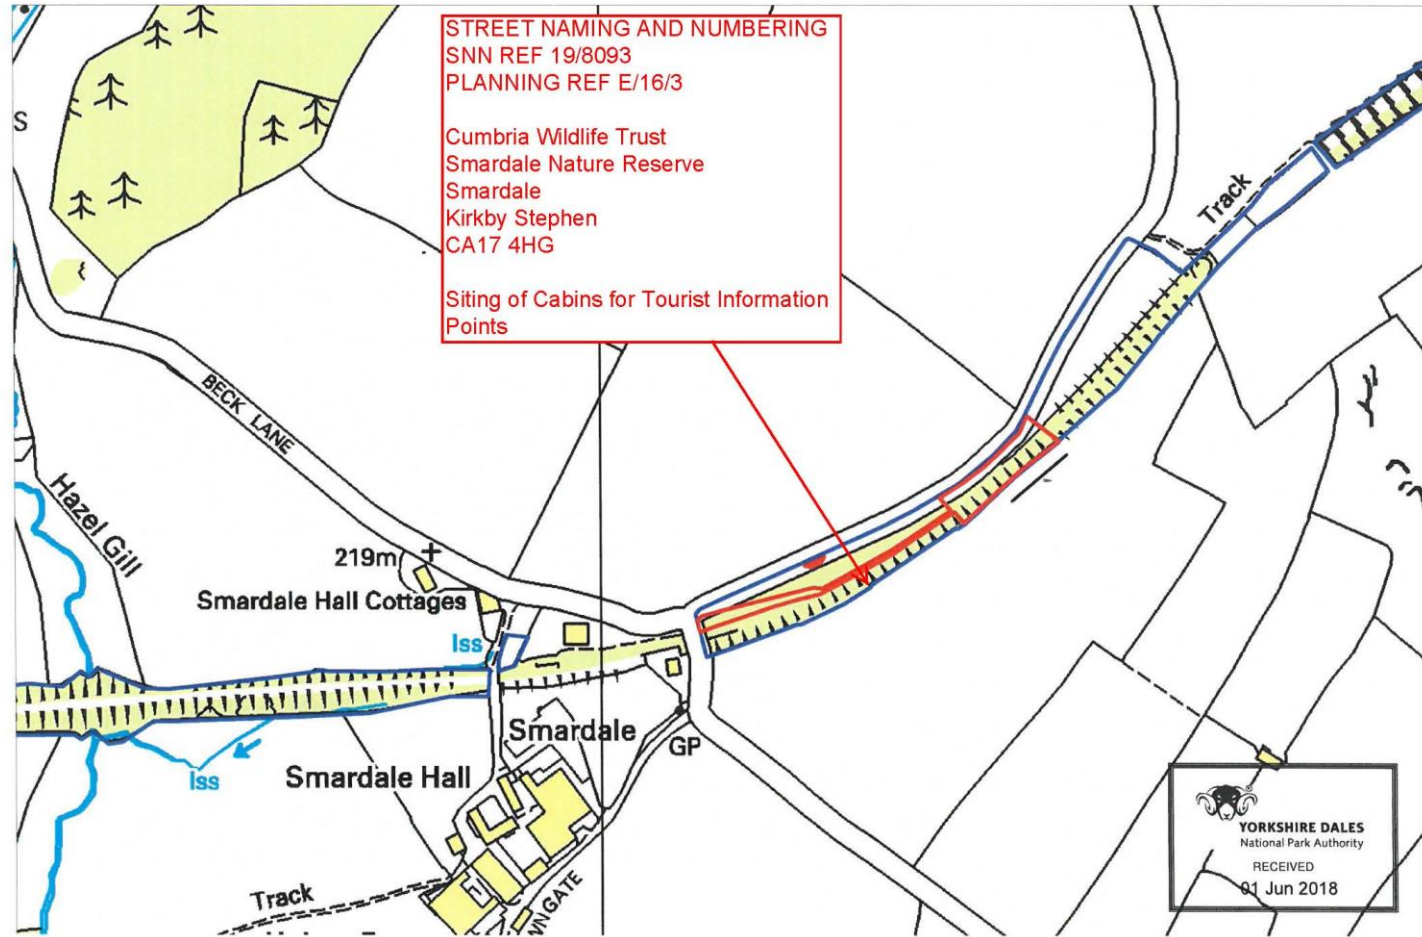 STREET NAMING AND NUMBERING
SNN REF 19/8093
PLANNING REF E/16/3
Cumbria Wildlife Trust
Smardale Nature Reserve
Smardale
Kirkby Stephen
CA17 4HG
Siting of Cabins for Tourist Information
Points
S
Track
BECK LANE
Hazel Gill
219m
Smardale Hall Cottages
Iss
Smardale
GP
Smardale Hall
Iss
Track
WNGATE
YORKSHIRE DALES
National Park Authority
RECEIVED
01 Jun 2018